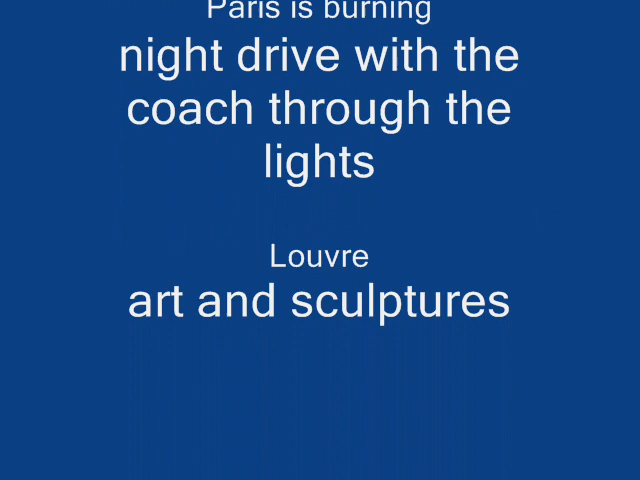 Paris is burning
night drive with the
coach through the
lights
Louvre
art and sculptures